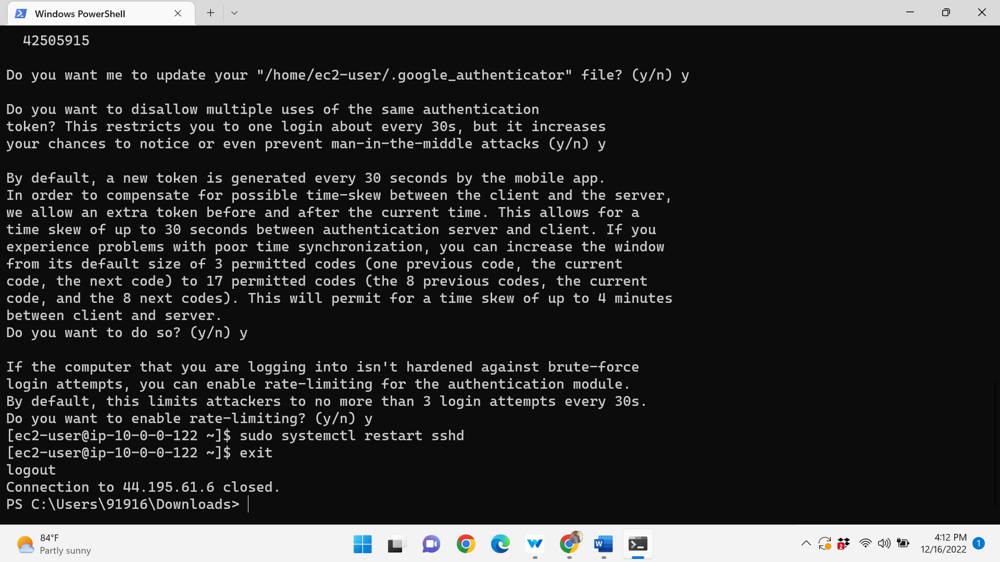 Windows PowerShell
42505915
Do you want me to update your "/home/ec2-user/.google_authenticator" file? (y/n) y
Do you want to disallow multiple uses of the same authentication
token? This restricts you to one login about every 30s, but it increases
your chances to notice or even prevent man-in-the-middle attacks (y/n) y
By default, a new token is generated every 30 seconds by the mobile app.
In order to compensate for possible time-skew between the client and the server,
we allow an extra token before and after the current time. This allows for a
time skew of up to 30 seconds between authentication server and client. If you
experience problems with poor time synchronization, you can increase the window
from its default size of 3 permitted codes (one previous code, the current
code, the next code) to 17 permitted codes (the 8 previous codes, the current
code, and the 8 next codes). This will permit for a time skew of up to 4 minutes
between client and server.
Do you want to do so? (y/n) y
If the computer that you are logging into isn't hardened against brute-force
login attempts, you can enable rate-limiting for the authentication module.
By default, this limits attackers to no more than 3 login attempts every 30s.
Do you want to enable rate-limiting? (y/n) y
[ec2-user@ip-10-0-0-122 ~]$ sudo systemctl restart sshd
[ec2-user@ip-10-0-0-122 ~]$ exit
logout
Connection to 44.195.61.6 closed.
PS C:\Users\91916\Downloads>
84°F
Partly sunny
W
2
4:12 PM
12/16/2022
1